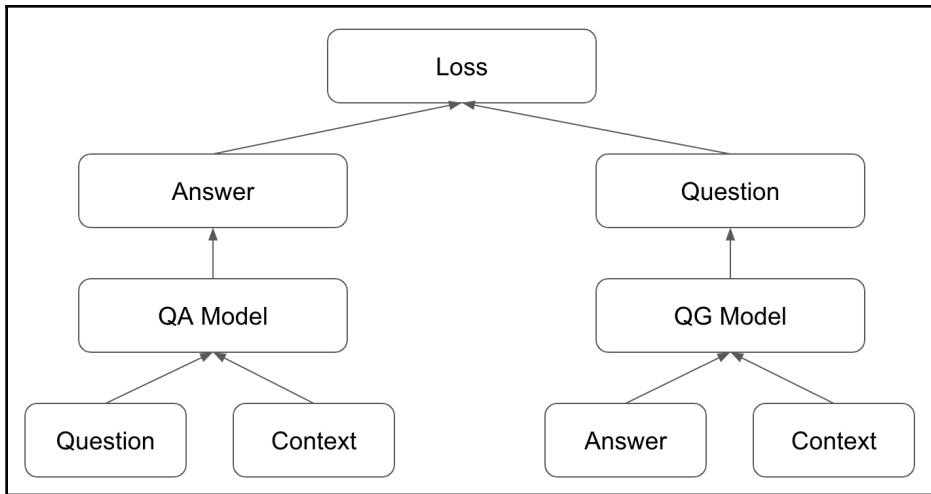 Loss
Answer
Question
QA Model
QG Model
Question
Context
Answer
Context